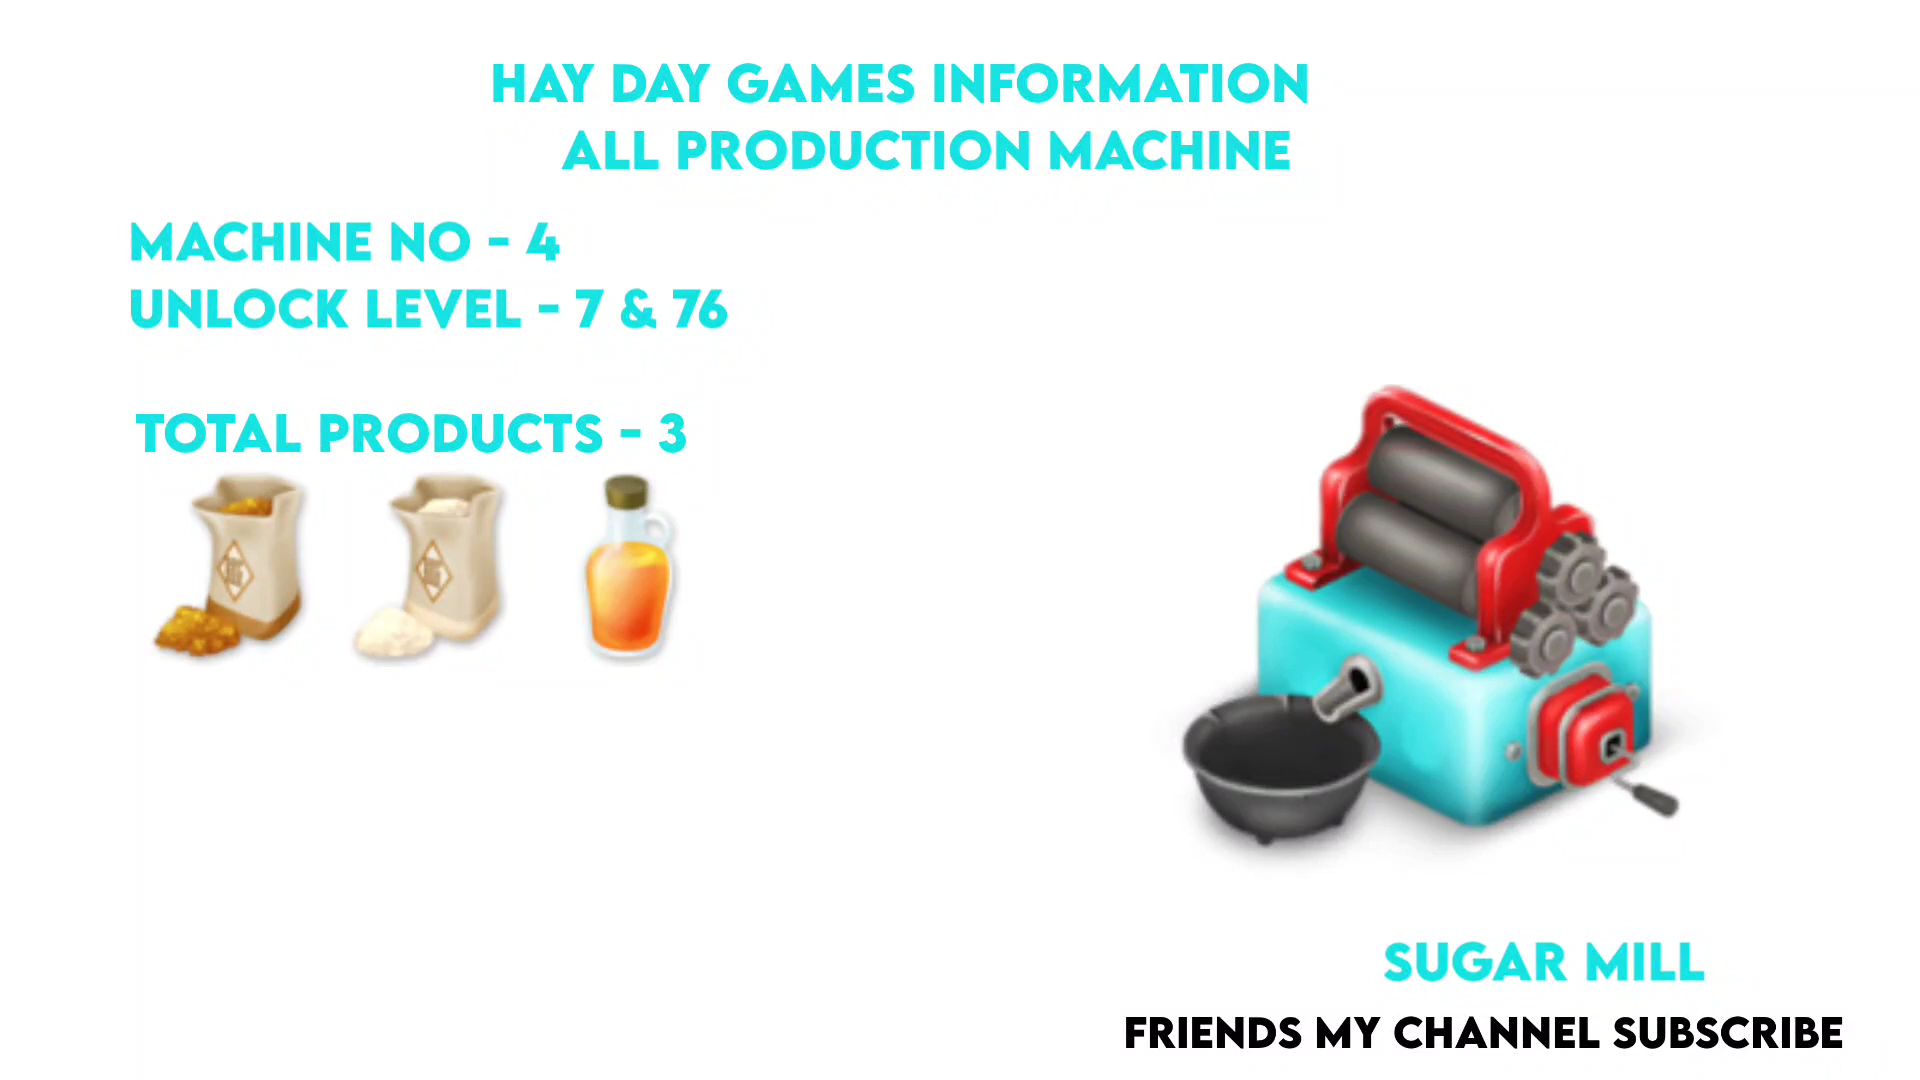 HAY DAY GAMES INFORMATION
ALL PRODUCTION MACHINE
MACHINE NO - 4
UNLOCK LEVEL - 7 & 76
TOTAL PRODUCTS - 3
SUGAR MILL
FRIENDS MY CHANNEL SUBSCRIBE